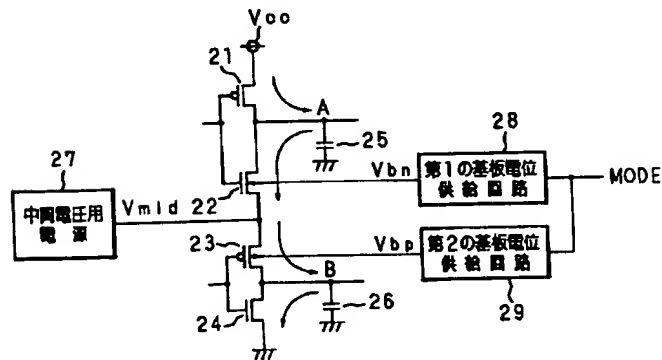 Vcc
21
A
25
28
第1の基板電位
供給回路
MODE
Vbn
27
中間電圧用
電源
Vmid
22
23
Vbp
第2の基板電位
供給回路
29
B
26
24